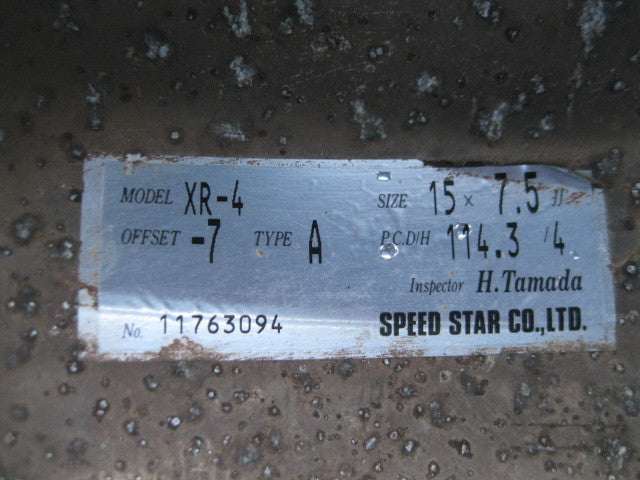 MODEL XR-4 SIZE 15 x 7.5 JJ
OFFSET -7 TYPE A P.C.D/H 114.3 /4
Inspector H.Tamada
No. 11763094 SPEED STAR CO.,LTD.